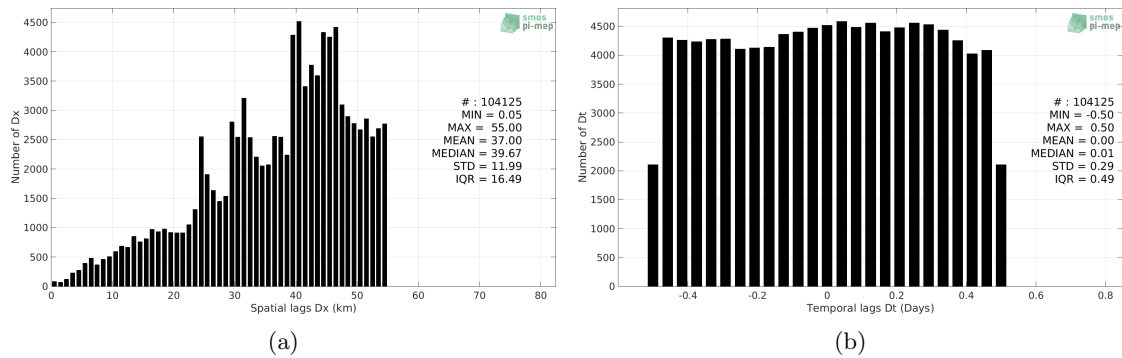 4500
4000
3500
3000
2500
2000
1500
1000
500
0
Number of Dx
0 10 20 30 40 50 60 70 80
Spatial lags Dx (km)
smos
pi-mep
# : 104125
MIN = 0.05
MAX = 55.00
MEAN = 37.00
MEDIAN = 39.67
STD = 11.99
IQR = 16.49
(a)
4500
4000
3500
3000
2500
2000
1500
1000
500
0
Number of Dt
-0.4 -0.2 0 0.2 0.4 0.6 0.8
Temporal lags Dt (Days)
smos
pi-mep
# : 104125
MIN = -0.50
MAX = 0.50
MEAN = 0.00
MEDIAN = 0.01
STD = 0.29
IQR = 0.49
(b)